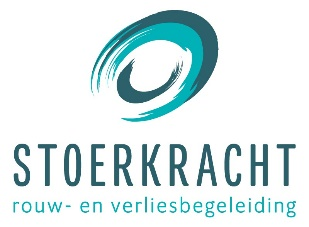 STOERKRACHT
rouw- en verliesbegeleiding